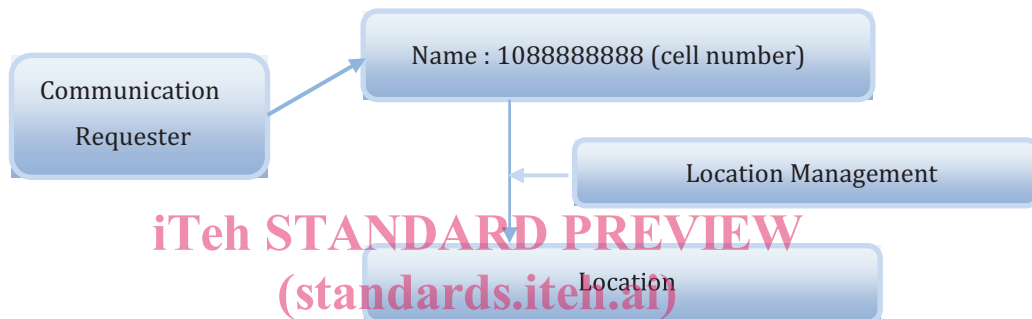 Name : 1088888888 (cell number)
Communication
Requester
Location Management
iTeh STANDARD PREVIEW
Location
(standards.iteh.ai)